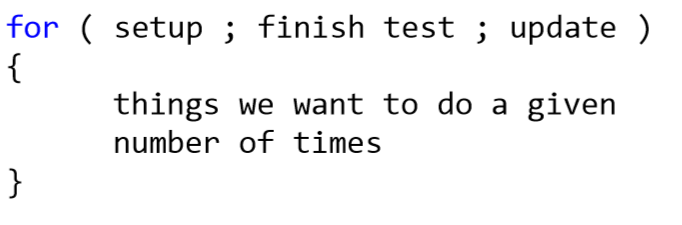 for ( setup ; finish test ; update )
{
things we want to do a given
number of times
}